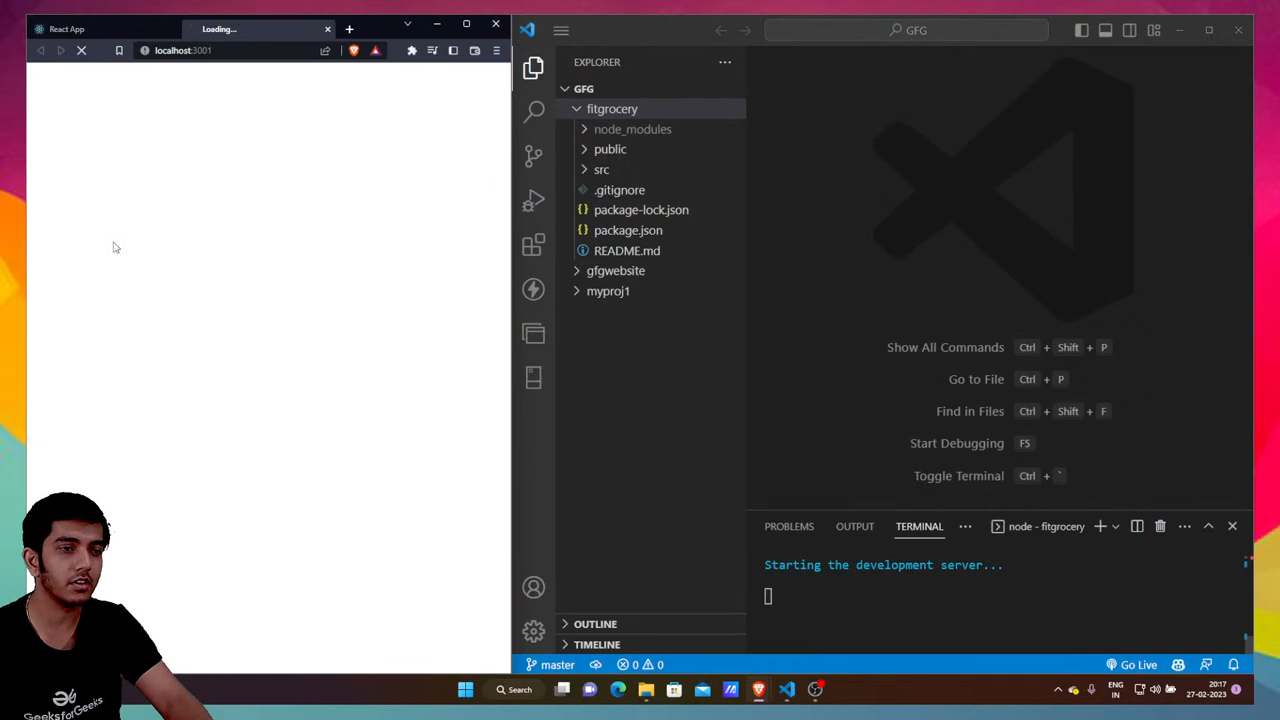 React App
Loading...
localhost:3001
GFG
EXPLORER
GFG
fitgrocery
node_modules
public
src
.gitignore
package-lock.json
package.json
README.md
gfgwebsite
myproj1
Show All Commands Ctrl + Shift + P
Go to File Ctrl + P
Find in Files Ctrl + Shift + F
Start Debugging F5
Toggle Terminal Ctrl + `
PROBLEMS OUTPUT TERMINAL node - fitgrocery
Starting the development server...
OUTLINE
TIMELINE
master 0 0 Go Live
Search
ENG
IN
20:17
27-02-2023
GeeksforGeeks